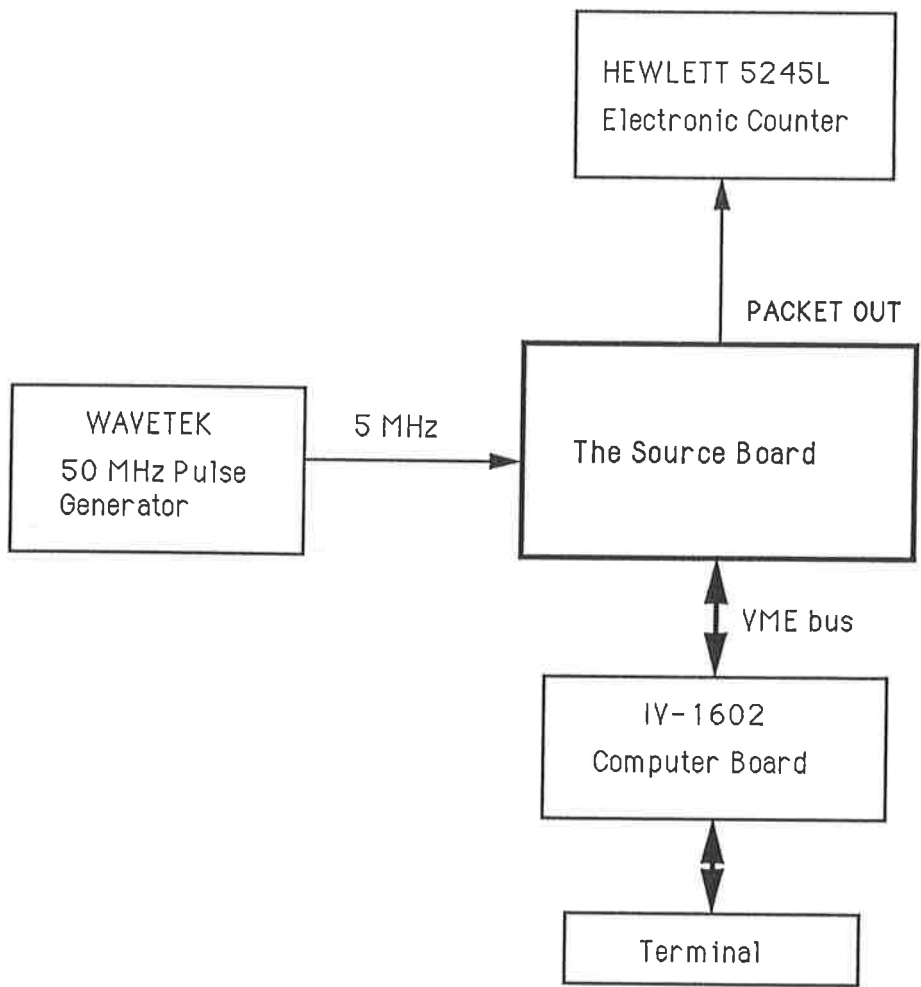 HEWLETT 5245L
Electronic Counter
PACKET OUT
WAVETEK
50 MHz Pulse
Generator
5 MHz
The Source Board
VME bus
IV-1602
Computer Board
Terminal